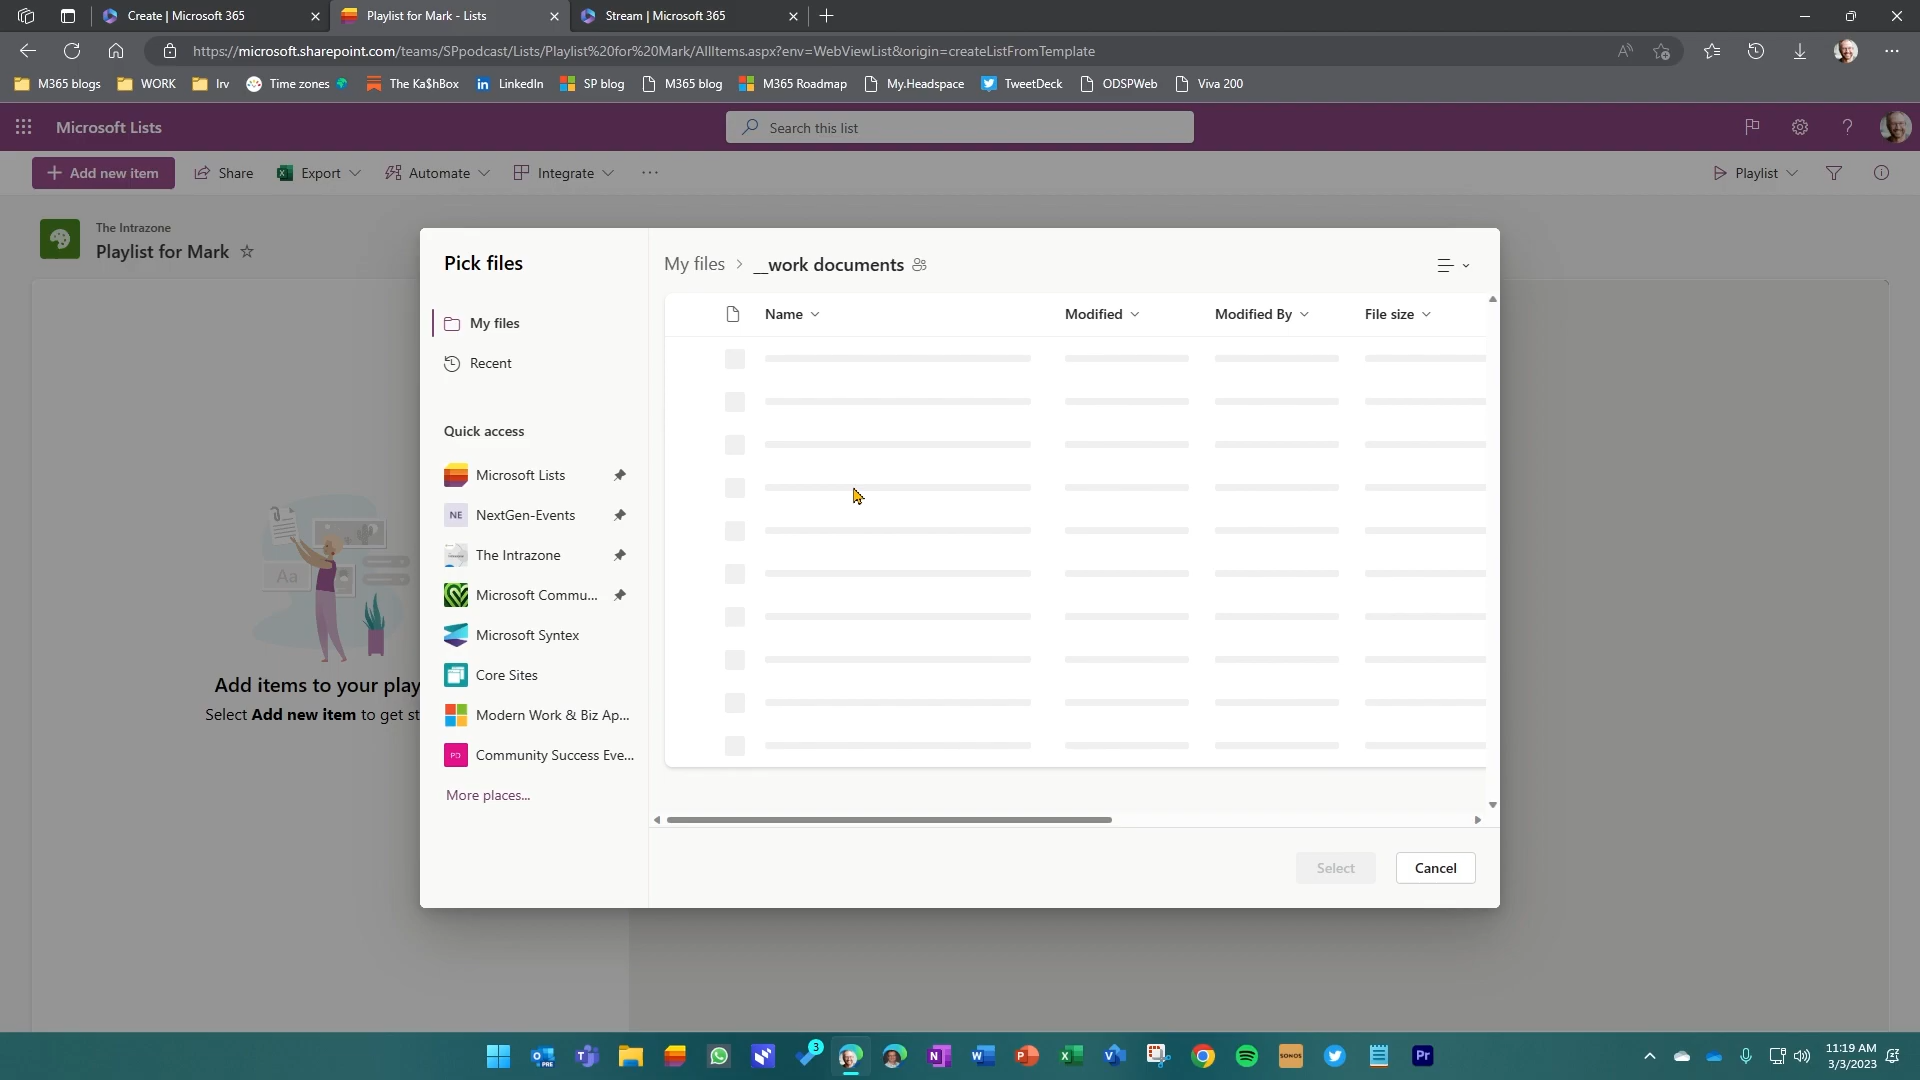 Create | Microsoft 365
Playlist for Mark - Lists
Stream | Microsoft 365
https://microsoft.sharepoint.com/teams/SPpodcast/Lists/Playlist%20for%20Mark/AllItems.aspx?env=WebViewList&origin=createListFromTemplate
M365 blogs
WORK
Irv
Time zones
The Ka$hBox
LinkedIn
SP blog
M365 blog
M365 Roadmap
My.Headspace
TweetDeck
ODSPWeb
Viva 200
Microsoft Lists
Search this list
Add new item
Share
Export
Automate
Integrate
Playlist
The Intrazone
Playlist for Mark
Aa
Add items to your play
Select Add new item to get st
Pick files
My files
Recent
Quick access
Microsoft Lists
NE NextGen-Events
The Intrazone
Microsoft Commu...
Microsoft Syntex
Core Sites
Modern Work & Biz Ap...
PD Community Success Eve...
More places...
My files > __work documents
Name
Modified
Modified By
File size
Select
Cancel
3
SONOS
Pr
11:19 AM
3/3/2023